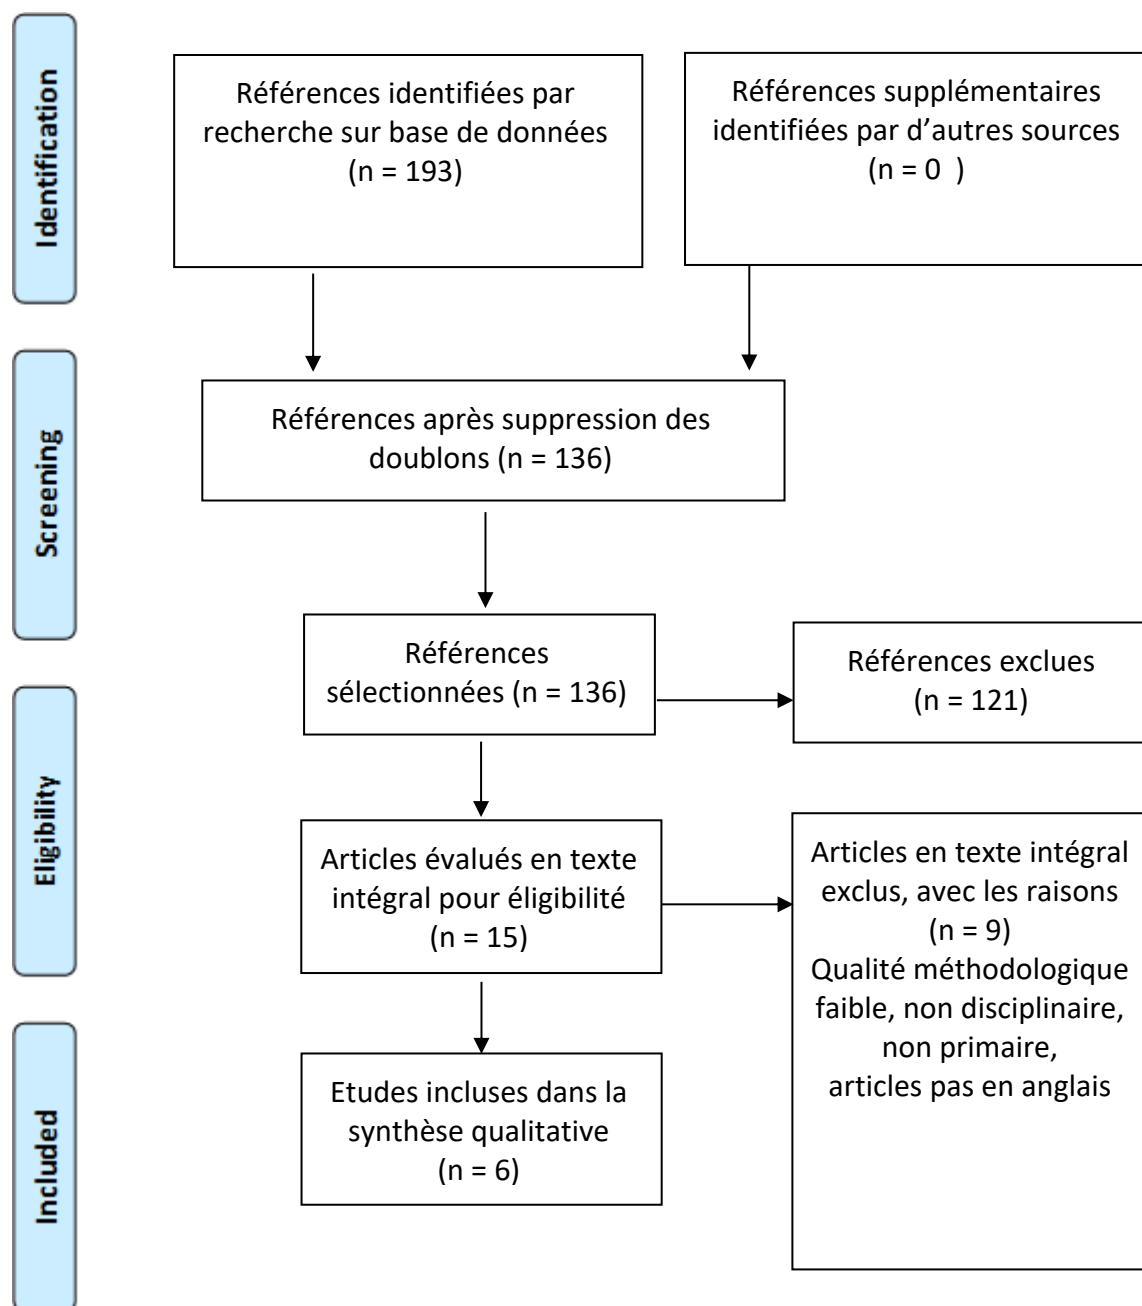 Identification
Références identifiées par
recherche sur base de données
(n = 193)
Références supplémentaires
identifiées par d’autres sources
(n = 0  )
Screening
Références après suppression des
doublons (n = 136)
Références
sélectionnées (n = 136)
Références exclues
(n = 121)
Eligibility
Articles évalués en texte
intégral pour éligibilité
(n = 15)
Articles en texte intégral
exclus, avec les raisons
(n = 9)
Qualité méthodologique
faible, non disciplinaire,
non primaire,
articles pas en anglais
Included
Etudes incluses dans la
synthèse qualitative
(n = 6)